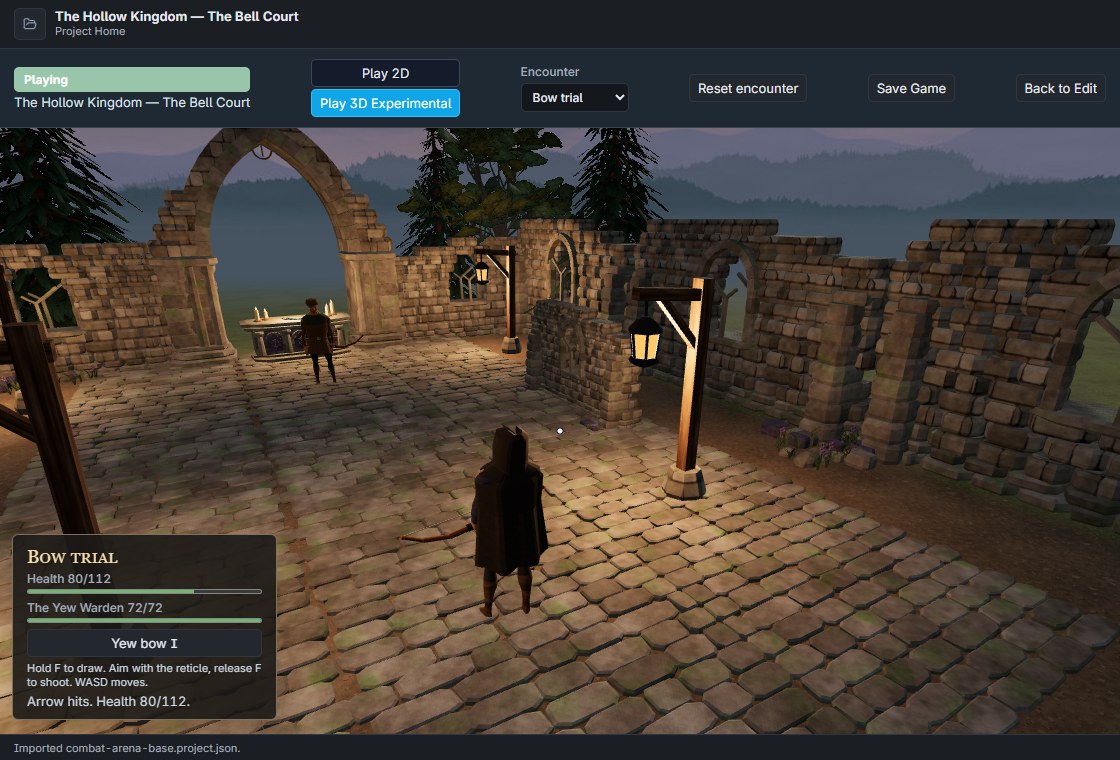 The Hollow Kingdom — The Bell Court
Project Home
Playing
The Hollow Kingdom — The Bell Court
Play 2D
Play 3D Experimental
Encounter
Bow trial
Reset encounter
Save Game
Back to Edit
Bow trial
Health 80/112
The Yew Warden 72/72
Yew bow I
Hold F to draw. Aim with the reticle, release F
to shoot. WASD moves.
Arrow hits. Health 80/112.
Imported combat-arena-base.project.json.